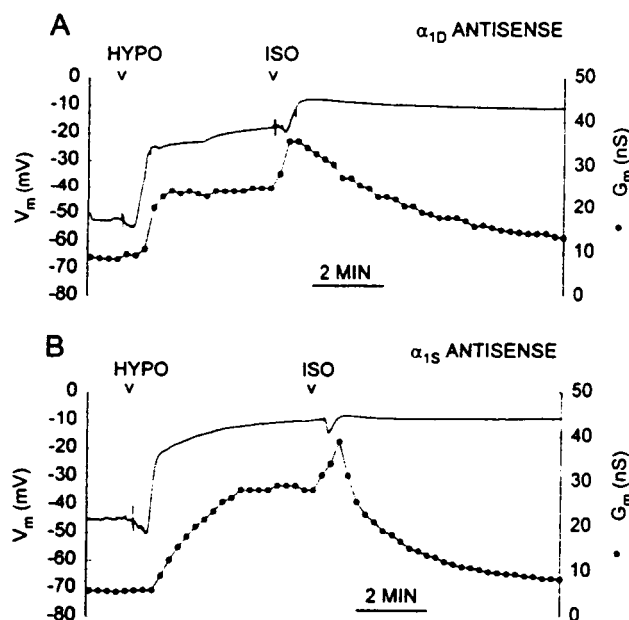 A
HYPO
ISO
α1D ANTISENSE
0
-10
-20
-30
-40
-50
-60
-70
-80
Vm (mV)
50
40
30
20
10
0
• Gm (nS)
2 MIN
B
HYPO
ISO
α1S ANTISENSE
0
-10
-20
-30
-40
-50
-60
-70
-80
Vm (mV)
50
40
30
20
10
0
• Gm (nS)
2 MIN